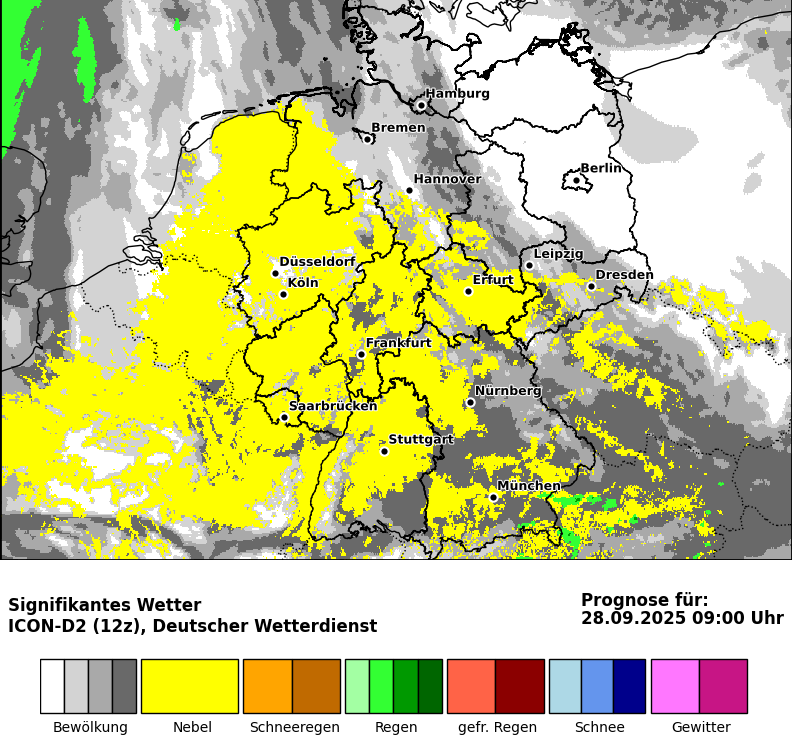 Hamburg
Bremen
Berlin
Hannover
Leipzig
Düsseldorf
Dresden
Köln
Erfurt
Frankfurt
Nürnberg
Saarbrücken
Stuttgart
München
Signifikantes Wetter
ICON-D2 (12z), Deutscher Wetterdienst
Prognose für:
28.09.2025 09:00 Uhr
Bewölkung Nebel Schneeregen Regen gefr. Regen Schnee Gewitter